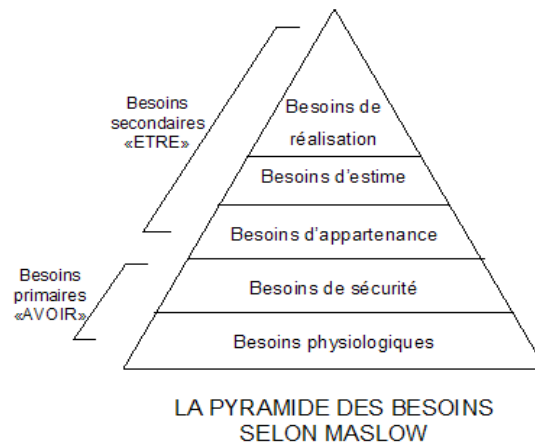 Besoins
secondaires
«ETRE»
Besoins de
réalisation
Besoins d'estime
Besoins d'appartenance
Besoins
primaires
«AVOIR»
Besoins de sécurité
Besoins physiologiques
LA PYRAMIDE DES BESOINS
SELON MASLOW